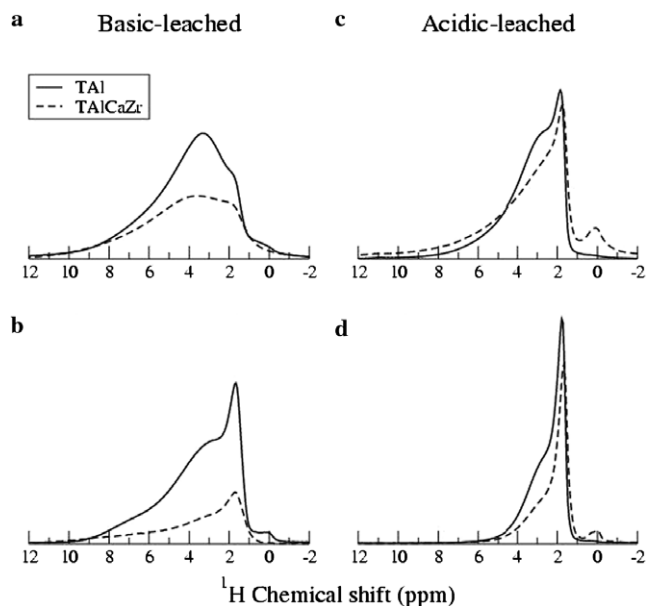 a Basic-leached
c Acidic-leached
TAl
TAlCaZr
12 10 8 6 4 2 0 -2
12 10 8 6 4 2 0 -2
b
d
12 10 8 6 4 2 0 -2
12 10 8 6 4 2 0 -2
1H Chemical shift (ppm)